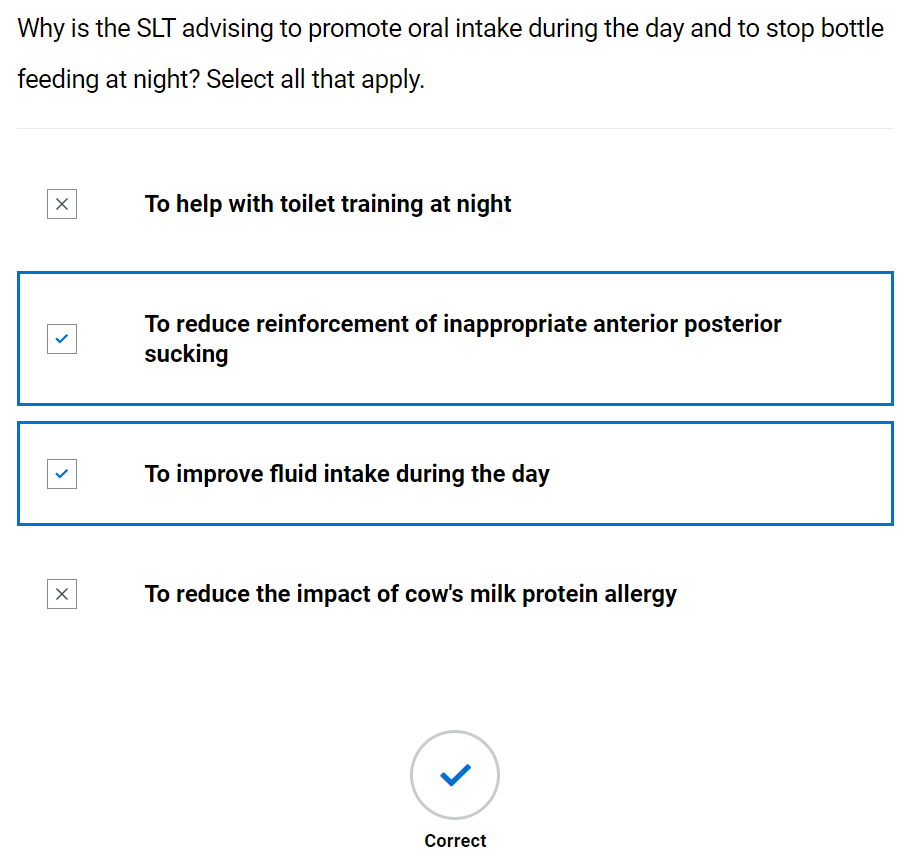 Why is the SLT advising to promote oral intake during the day and to stop bottle
feeding at night? Select all that apply.
To help with toilet training at night
To reduce reinforcement of inappropriate anterior posterior
sucking
To improve fluid intake during the day
To reduce the impact of cow's milk protein allergy
Correct